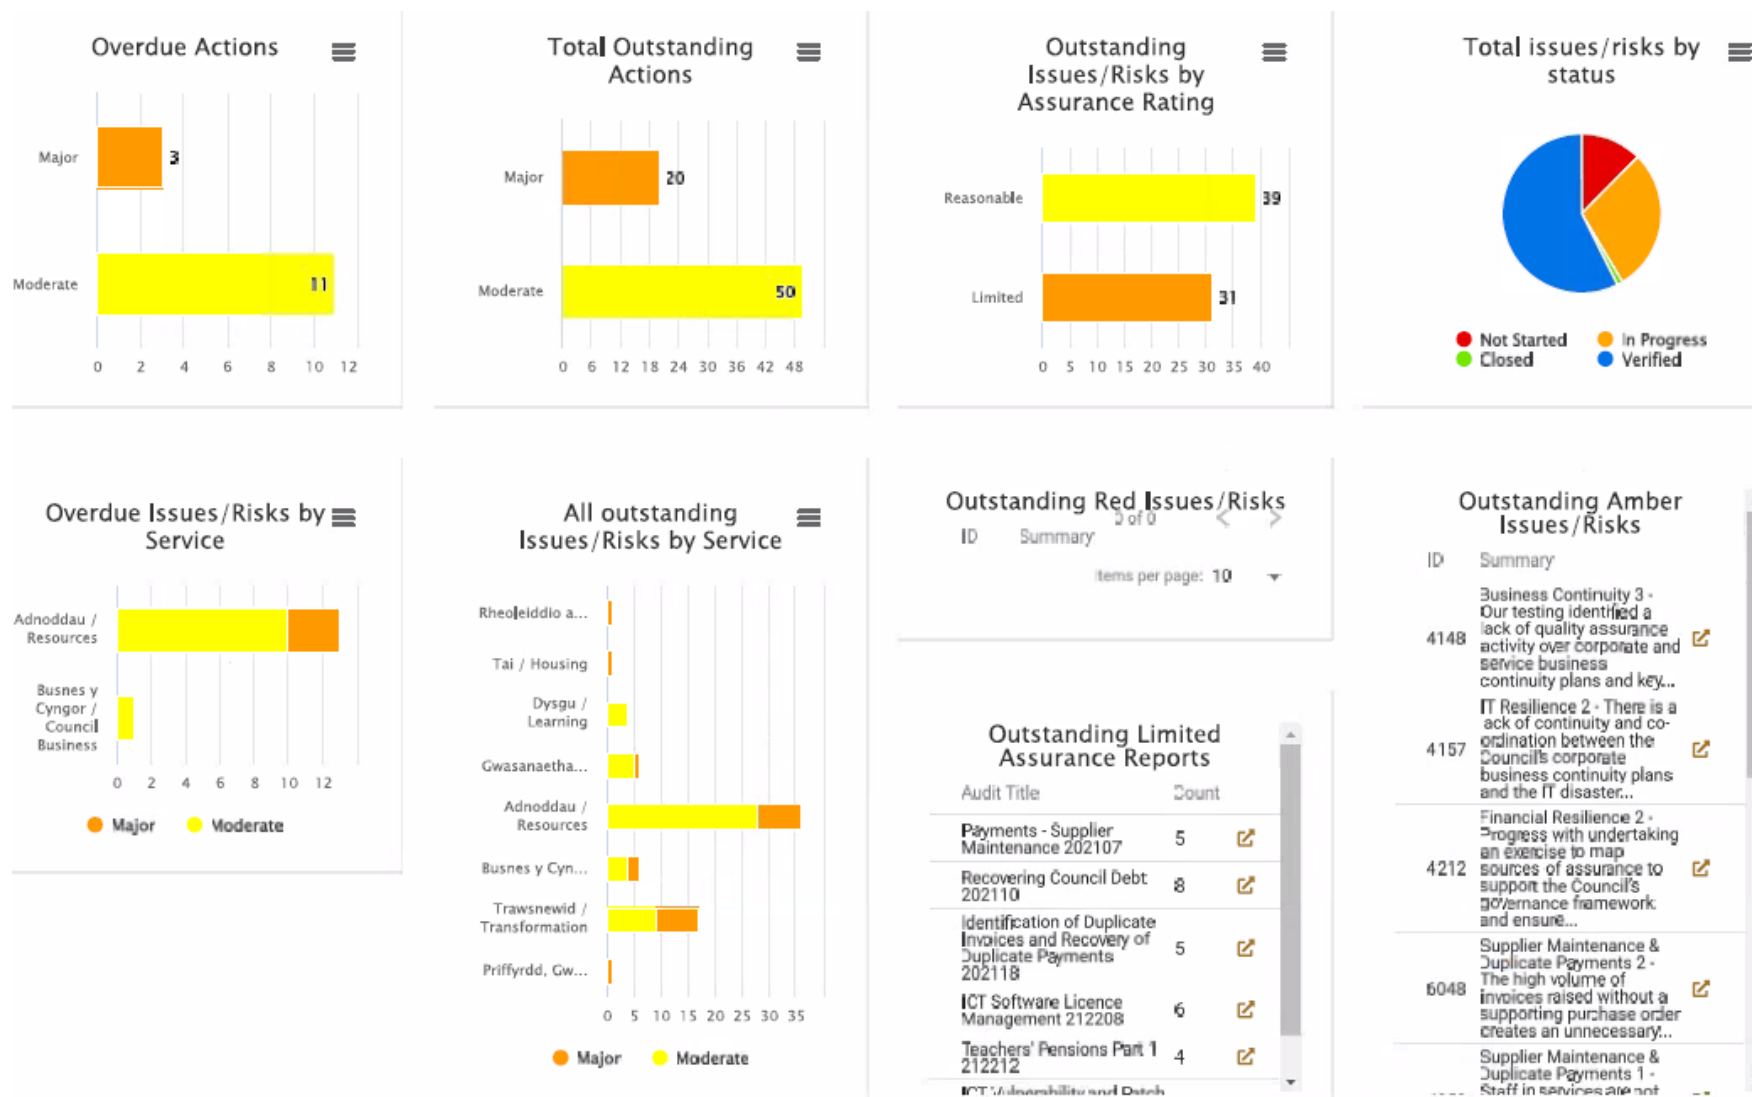 Overdue Actions
Major
3
Moderate
11
0 2 4 6 8 10 12
Total Outstanding
Actions
Major
20
Moderate
50
0 6 12 18 24 30 36 42 48
Outstanding
Issues/Risks by
Assurance Rating
Reasonable
39
Limited
31
0 5 10 15 20 25 30 35 40
Total issues/risks by
status
Not Started
In Progress
Closed
Verified
Overdue Issues/Risks by
Service
Adnoddau /
Resources
Busnes y
Cyngor /
Council
Business
0 2 4 6 8 10 12
Major
Moderate
All outstanding
Issues/Risks by Service
Rheoleiddio a...
Tai / Housing
Dysgu /
Learning
Gwasanaetha...
Adnoddau /
Resources
Busnes y Cyn...
Trawsnewid /
Transformation
Priffyrdd, Gw...
0 5 10 15 20 25 30 35
Major
Moderate
Outstanding Red Issues/Risks
0 of 0
ID Summary
Items per page: 10
Outstanding Limited
Assurance Reports
Audit Title Count
Payments - Supplier
Maintenance 202107
5
Recovering Council Debt
202110
8
Identification of Duplicate
Invoices and Recovery of
Duplicate Payments
202118
5
ICT Software Licence
Management 212208
6
Teachers' Pensions Part 1
212212
4
ICT Vulnerability and Patch
Outstanding Amber
Issues/Risks
ID Summary
4148
Business Continuity 3 -
Our testing identified a
lack of quality assurance
activity over corporate and
service business
continuity plans and key...
4157
IT Resilience 2 - There is a
lack of continuity and co-
ordination between the
Council's corporate
business continuity plans
and the IT disaster...
4212
Financial Resilience 2 -
Progress with undertaking
an exercise to map
sources of assurance to
support the Council's
governance framework
and ensure...
6048
Supplier Maintenance &
Duplicate Payments 2 -
The high volume of
invoices raised without a
supporting purchase order
creates an unnecessary...
Supplier Maintenance &
Duplicate Payments 1 -
Staff in services are not